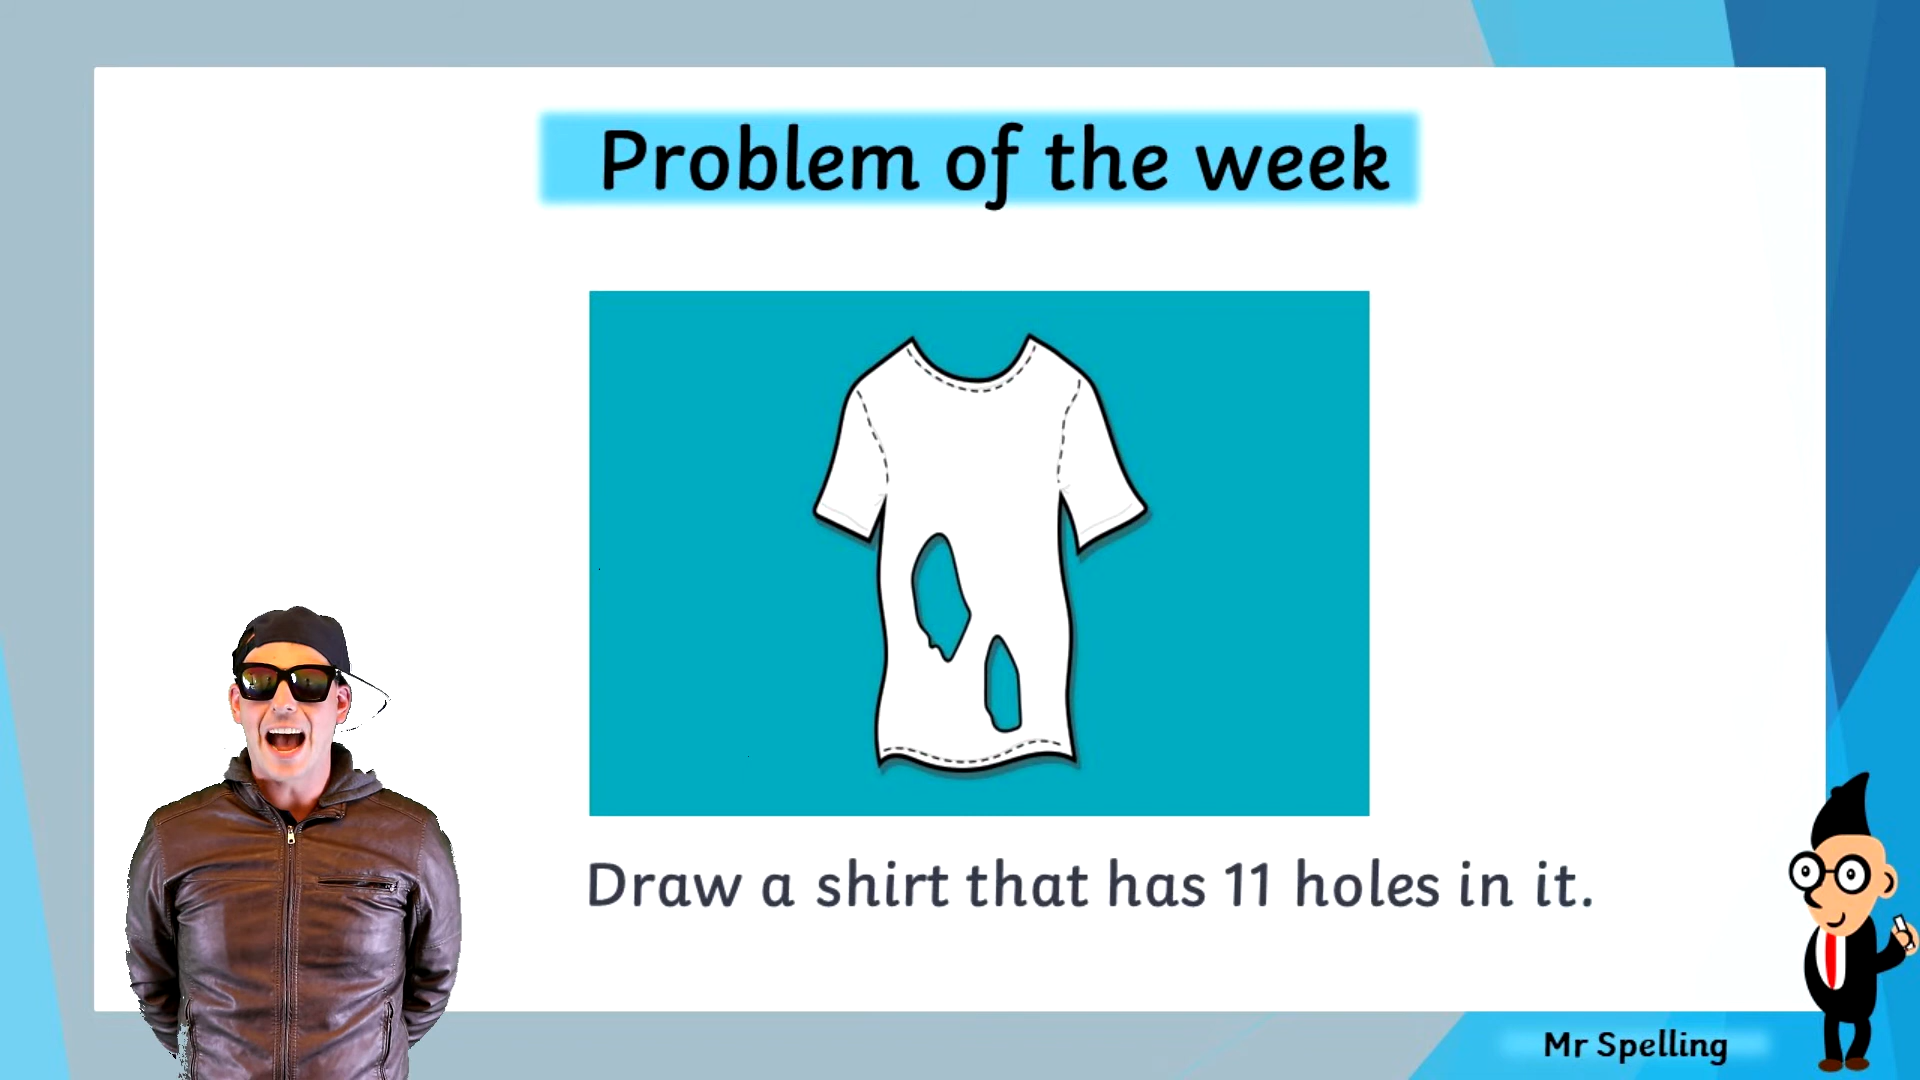 Problem of the week
Draw a shirt that has 11 holes in it.
Mr Spelling